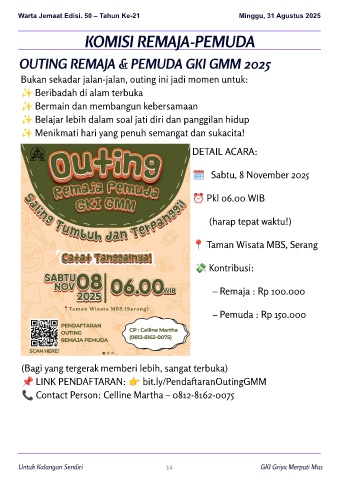 Warta Jemaat Edisi. 50 – Tahun Ke-21 Minggu, 31 Agustus 2025
KOMISI REMAJA-PEMUDA
OUTING REMAJA & PEMUDA GKI GMM 2025
Bukan sekadar jalan-jalan, outing ini jadi momen untuk:
✨ Beribadah di alam terbuka
✨ Bermain dan membangun kebersamaan
✨ Belajar lebih dalam soal jati diri dan panggilan hidup
✨ Menikmati hari yang penuh semangat dan sukacita!
Outing
Remaja Pemuda
GKI GMM
Saling Tumbuh dan Terpanggil
Catat Tanggalnya!
SABTU
NOV 08
2025
06.00 WIB
📍Taman Wisata MBS (Serang)
PENDAFTARAN
OUTING
REMAJA PEMUDA
SCAN HERE!
CP : Celline Martha
(0812-8162-0075)
DETAIL ACARA:
🗓️ Sabtu, 8 November 2025
⏰ Pkl 06.00 WIB
(harap tepat waktu!)
📍 Taman Wisata MBS, Serang
💸 Kontribusi:
– Remaja : Rp 100.000
– Pemuda : Rp 150.000
(Bagi yang tergerak memberi lebih, sangat terbuka)
📌 LINK PENDAFTARAN: 👉 bit.ly/PendaftaranOutingGMM
📞 Contact Person: Celline Martha – 0812-8162-0075
Untuk Kalangan Sendiri 14 GKI Griya Merpati Mas